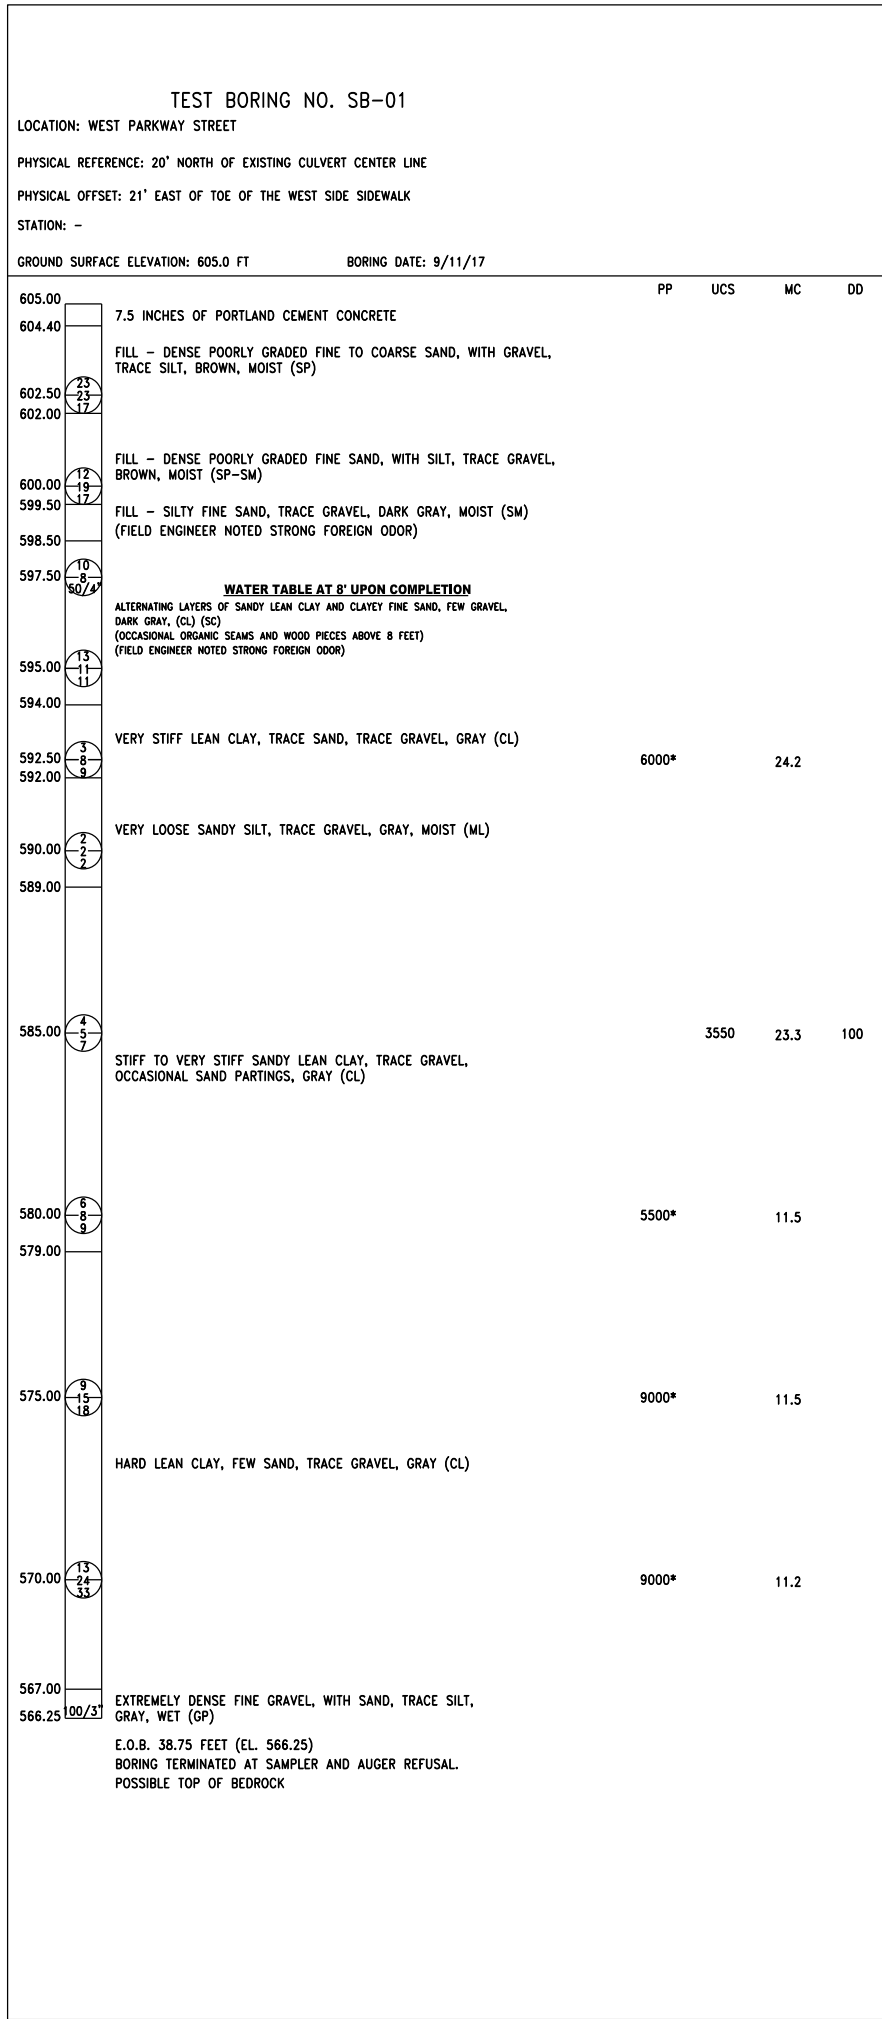 TEST BORING NO. SB-01
LOCATION: WEST PARKWAY STREET
PHYSICAL REFERENCE: 20' NORTH OF EXISTING CULVERT CENTER LINE
PHYSICAL OFFSET: 21' EAST OF TOE OF THE WEST SIDE SIDEWALK
STATION: -
GROUND SURFACE ELEVATION: 605.0 FT BORING DATE: 9/11/17
PP UCS MC DD
605.00
7.5 INCHES OF PORTLAND CEMENT CONCRETE
604.40
FILL - DENSE POORLY GRADED FINE TO COARSE SAND, WITH GRAVEL,
TRACE SILT, BROWN, MOIST (SP)
23
602.50 23
17
602.00
FILL - DENSE POORLY GRADED FINE SAND, WITH SILT, TRACE GRAVEL,
BROWN, MOIST (SP-SM)
12
600.00 19
17
599.50
FILL - SILTY FINE SAND, TRACE GRAVEL, DARK GRAY, MOIST (SM)
(FIELD ENGINEER NOTED STRONG FOREIGN ODOR)
598.50
10
597.50 8
50/4"
WATER TABLE AT 8' UPON COMPLETION
ALTERNATING LAYERS OF SANDY LEAN CLAY AND CLAYEY FINE SAND, FEW GRAVEL,
DARK GRAY, (CL) (SC)
(OCCASIONAL ORGANIC SEAMS AND WOOD PIECES ABOVE 8 FEET)
(FIELD ENGINEER NOTED STRONG FOREIGN ODOR)
13
595.00 11
11
594.00
VERY STIFF LEAN CLAY, TRACE SAND, TRACE GRAVEL, GRAY (CL)
3
592.50 8 6000* 24.2
9
592.00
VERY LOOSE SANDY SILT, TRACE GRAVEL, GRAY, MOIST (ML)
2
590.00 2
2
589.00
4
585.00 5 3550 23.3 100
7
STIFF TO VERY STIFF SANDY LEAN CLAY, TRACE GRAVEL,
OCCASIONAL SAND PARTINGS, GRAY (CL)
6
580.00 8 5500* 11.5
9
579.00
9
575.00 15 9000* 11.5
18
HARD LEAN CLAY, FEW SAND, TRACE GRAVEL, GRAY (CL)
13
570.00 24 9000* 11.2
33
567.00
EXTREMELY DENSE FINE GRAVEL, WITH SAND, TRACE SILT,
GRAY, WET (GP)
566.25 100/3"
E.O.B. 38.75 FEET (EL. 566.25)
BORING TERMINATED AT SAMPLER AND AUGER REFUSAL.
POSSIBLE TOP OF BEDROCK